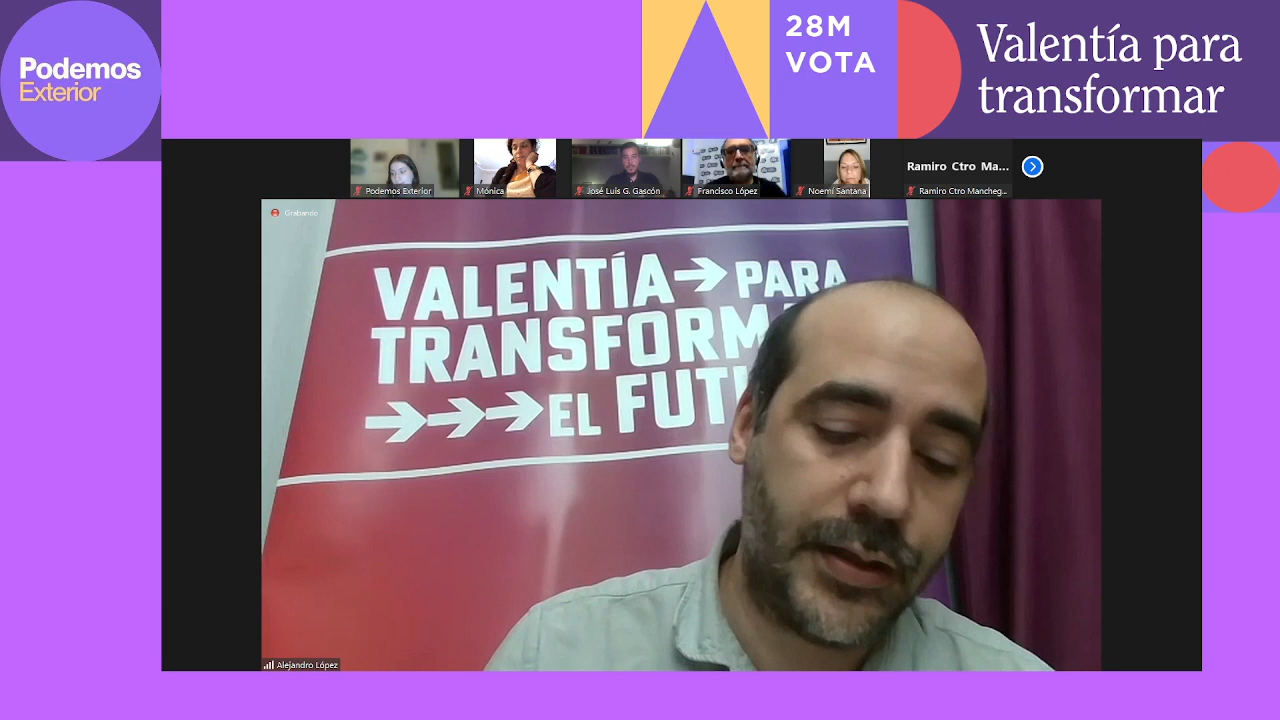 Podemos
Exterior
28M
VOTA
Valentía para
transformar
Podemos Exterior
Mónica
José Luis G. Gascón
Francisco López
Noemí Santana
Ramiro Ctro Ma...
Ramiro Ctro Mancheg...
Grabando
VALENTÍA PARA
TRANSFORM
EL FUTU
Alejandro López